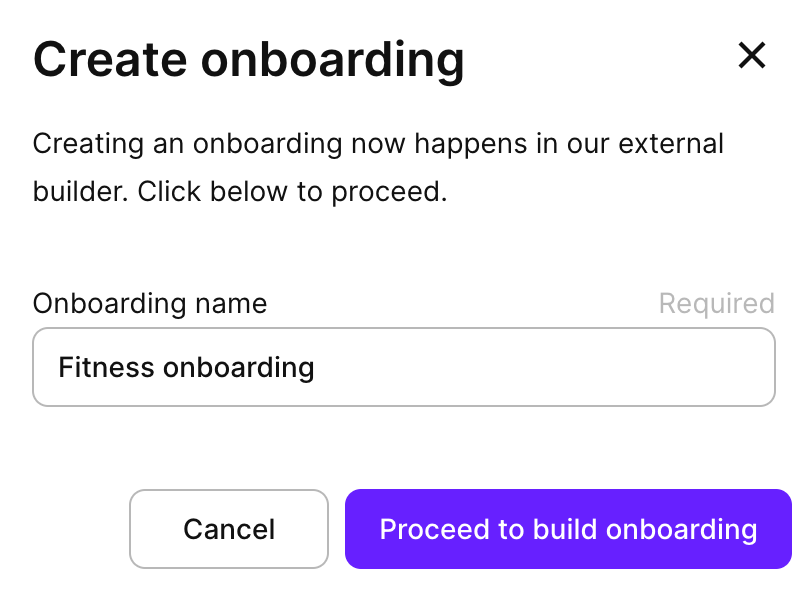 Create onboarding
Creating an onboarding now happens in our external
builder. Click below to proceed.
Onboarding name
Required
Fitness onboarding
Cancel
Proceed to build onboarding